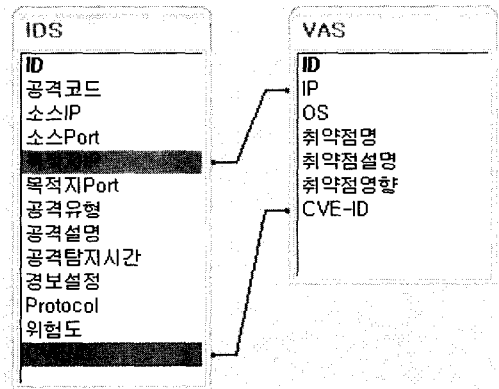 IDS
ID
공격코드
소스IP
소스Port
목적지Port
공격유형
공격설명
공격탐지시간
경보설정
Protocol
위험도
VAS
ID
IP
OS
취약점명
취약점설명
취약점영향
CVE-ID